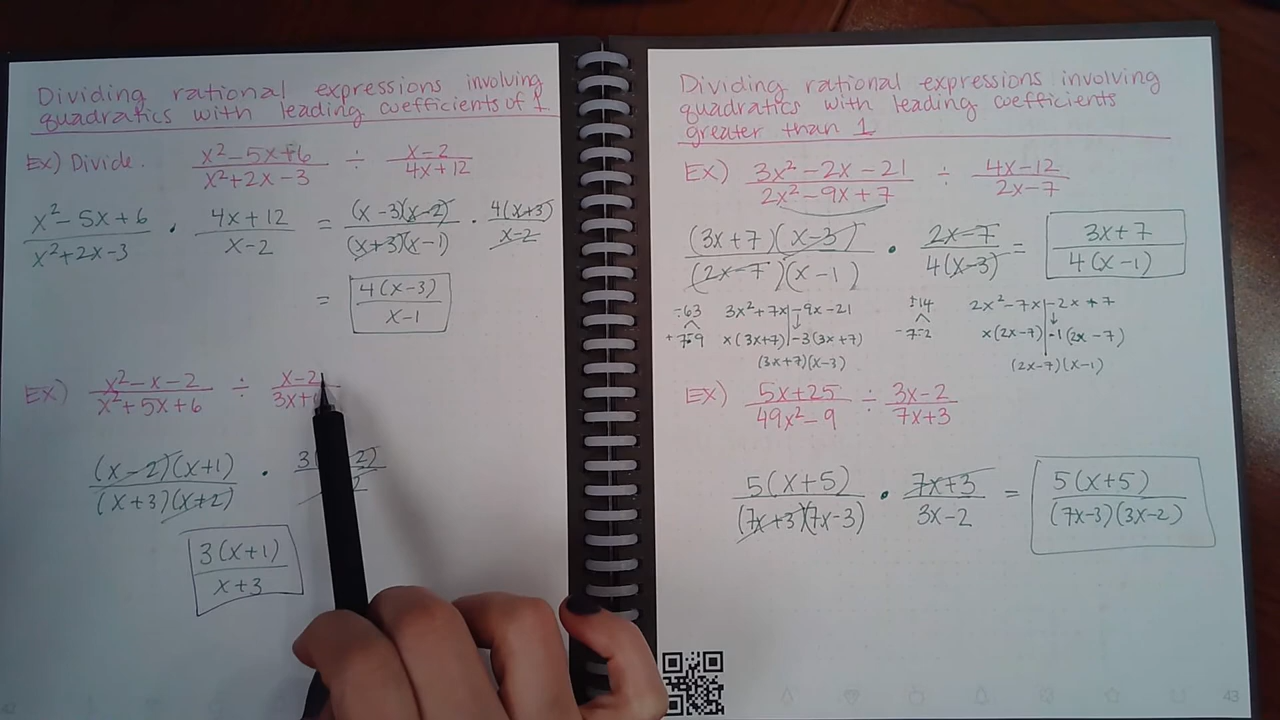 Dividing rational expressions involving
quadratics with leading coefficients of 1
Ex) Divide. (x²-5x+6)/(x²+2x-3) ÷ (x-2)/(4x+12)
(x²-5x+6)/(x²+2x-3) · (4x+12)/(x-2) = ((x-3)(x-2))/((x+3)(x-1)) · (4(x+3))/(x-2)
= (4(x-3))/(x-1)
Ex) (x²-x-2)/(x²+5x+6) ÷ (x-2)/(3x+
((x-2)(x+1))/((x+3)(x+2)) · 3( 2)/ 2
(3(x+1))/(x+3)
42
Dividing rational expressions involving
quadratics with leading coefficients
greater than 1
Ex) (3x²-2x-21)/(2x²-9x+7) ÷ (4x-12)/(2x-7)
((3x+7)(x-3))/((2x-7)(x-1)) · (2x-7)/(4(x-3)) = (3x+7)/(4(x-1))
-63 3x²+7x|-9x-21 14 2x²-7x|-2x+7
+7-9 x(3x+7)|-3(3x+7) -7-2 x(2x-7)|-1(2x-7)
(3x+7)(x-3) (2x-7)(x-1)
Ex) (5x+25)/(49x²-9) ÷ (3x-2)/(7x+3)
(5(x+5))/((7x+3)(7x-3)) · (7x+3)/(3x-2) = (5(x+5))/((7x-3)(3x-2))
43